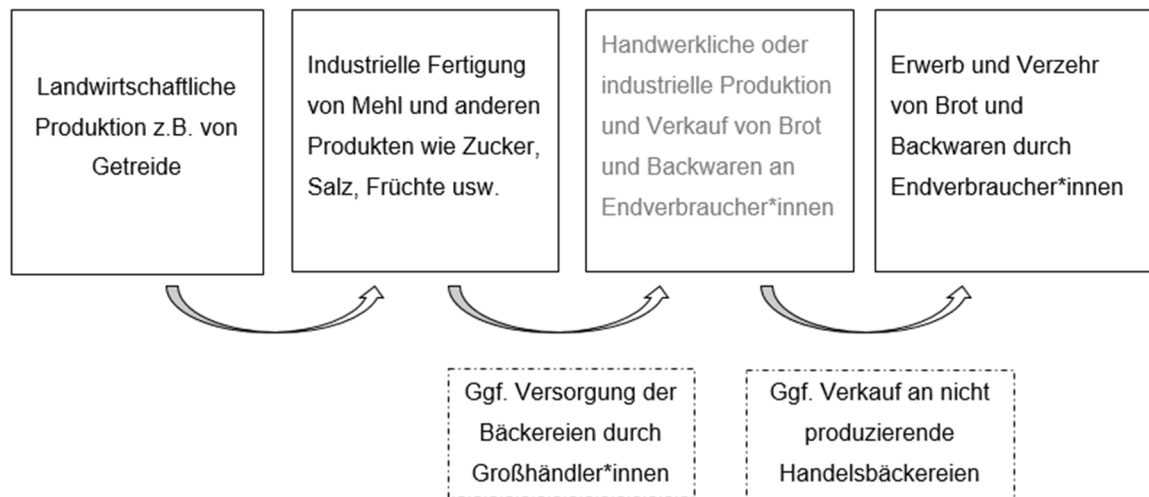 Landwirtschaftliche
Produktion z.B. von
Getreide
Industrielle Fertigung
von Mehl und anderen
Produkten wie Zucker,
Salz, Früchte usw.
Handwerkliche oder
industrielle Produktion
und Verkauf von Brot
und Backwaren an
Endverbraucher*innen
Erwerb und Verzehr
von Brot und
Backwaren durch
Endverbraucher*innen
Ggf. Versorgung der
Bäckereien durch
Großhändler*innen
Ggf. Verkauf an nicht
produzierende
Handelsbäckereien